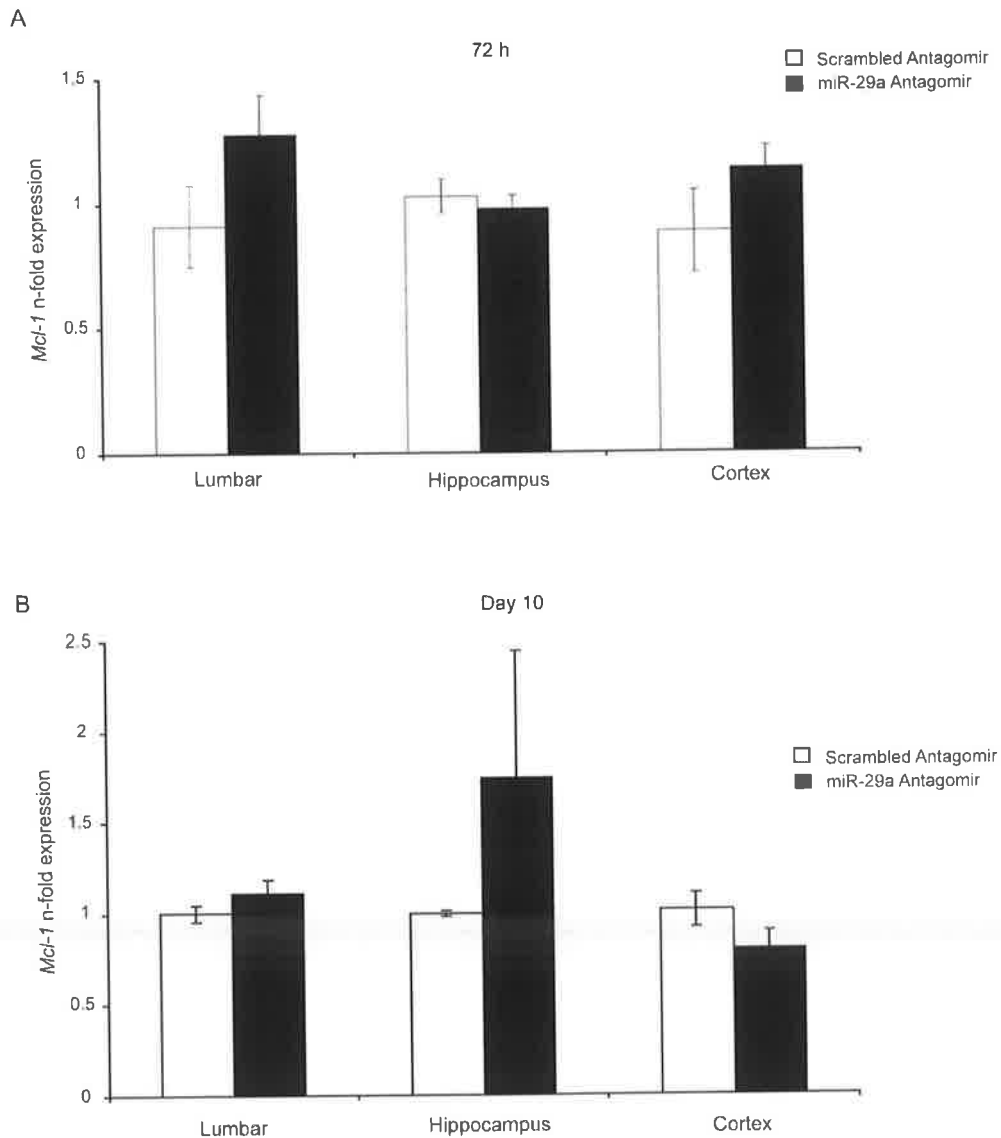 A
72 h
Scrambled Antagomir
miR-29a Antagomir
1.5
1
0.5
0
Mcl-1 n-fold expression
Lumbar
Hippocampus
Cortex
B
Day 10
Scrambled Antagomir
miR-29a Antagomir
2.5
2
1.5
1
0.5
0
Mcl-1 n-fold expression
Lumbar
Hippocampus
Cortex